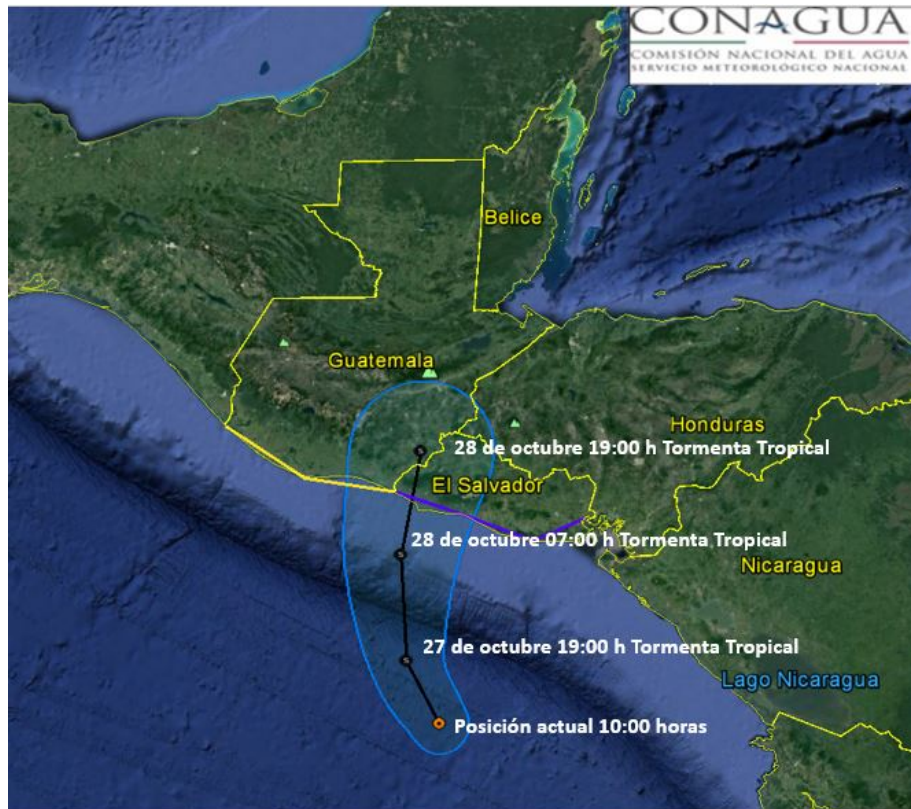 CONAGUA
COMISIÓN NACIONAL DEL AGUA
SERVICIO METEOROLÓGICO NACIONAL
Belice
Guatemala
Honduras
28 de octubre 19:00 h Tormenta Tropical
El Salvador
28 de octubre 07:00 h Tormenta Tropical
Nicaragua
27 de octubre 19:00 h Tormenta Tropical
Lago Nicaragua
Posición actual 10:00 horas